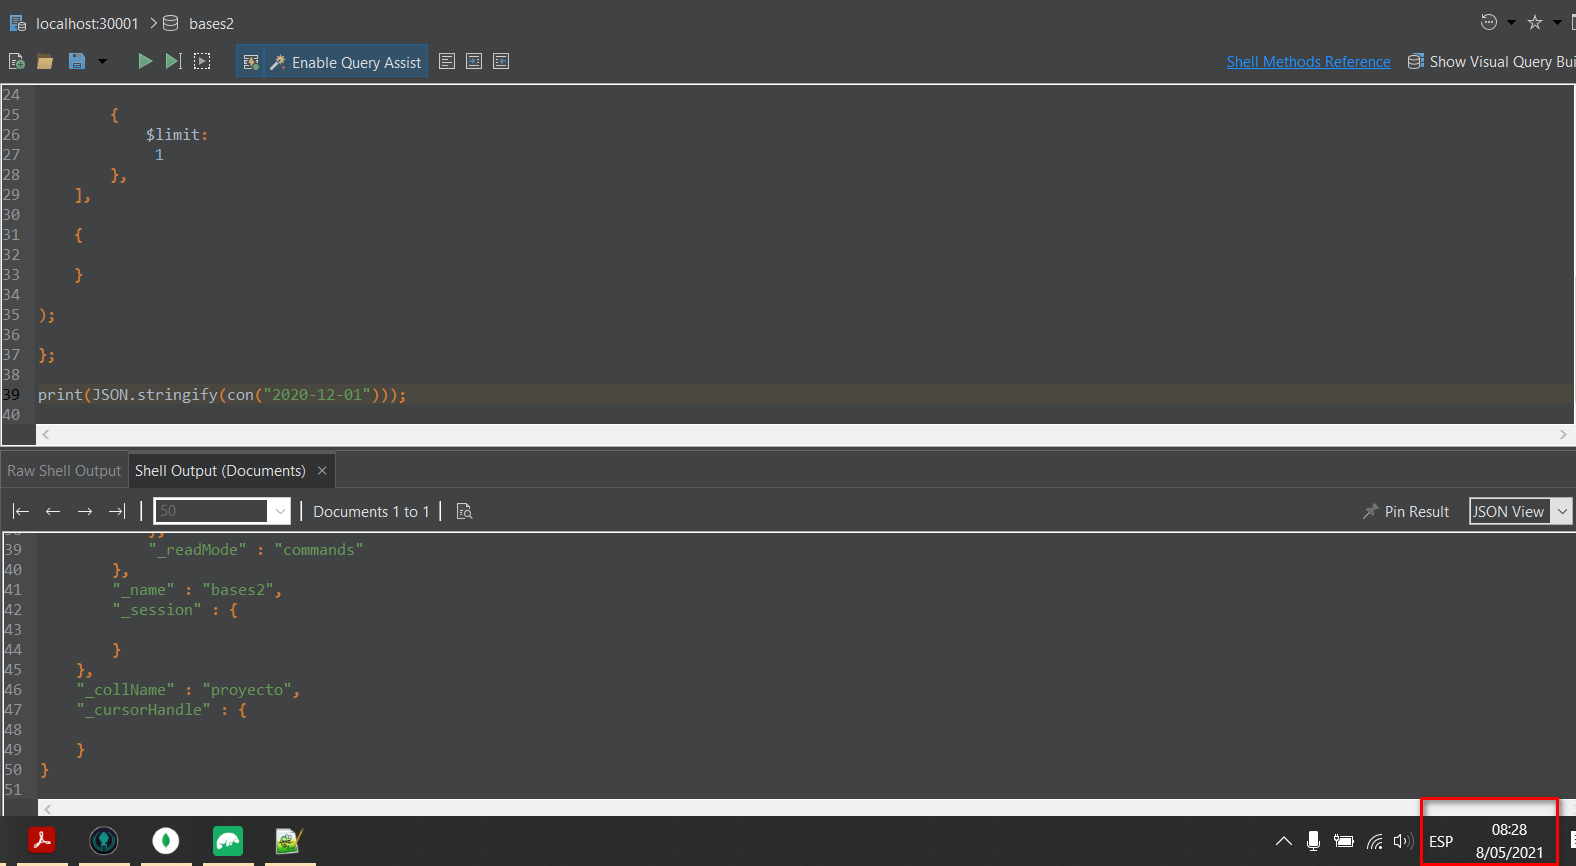 localhost:30001 > bases2
Enable Query Assist
Shell Methods Reference
Show Visual Query Bui
24
25 {
26 $limit:
27 1
28 },
29 ],
30
31 {
32
33 }
34
35 );
36
37 };
38
39 print(JSON.stringify(con("2020-12-01")));
40
Raw Shell Output
Shell Output (Documents) ×
50
Documents 1 to 1
Pin Result
JSON View
39 "_readMode" : "commands"
40 },
41 "_name" : "bases2",
42 "_session" : {
43
44 }
45 },
46 "_collName" : "proyecto",
47 "_cursorHandle" : {
48
49 }
50 }
51
ESP
08:28
8/05/2021